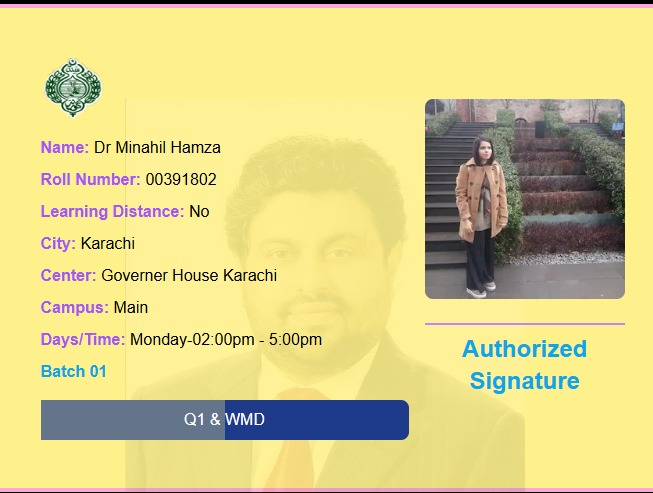 Name: Dr Minahil Hamza
Roll Number: 00391802
Learning Distance: No
City: Karachi
Center: Governer House Karachi
Campus: Main
Days/Time: Monday-02:00pm - 5:00pm
Batch 01
Q1 & WMD
Authorized
Signature